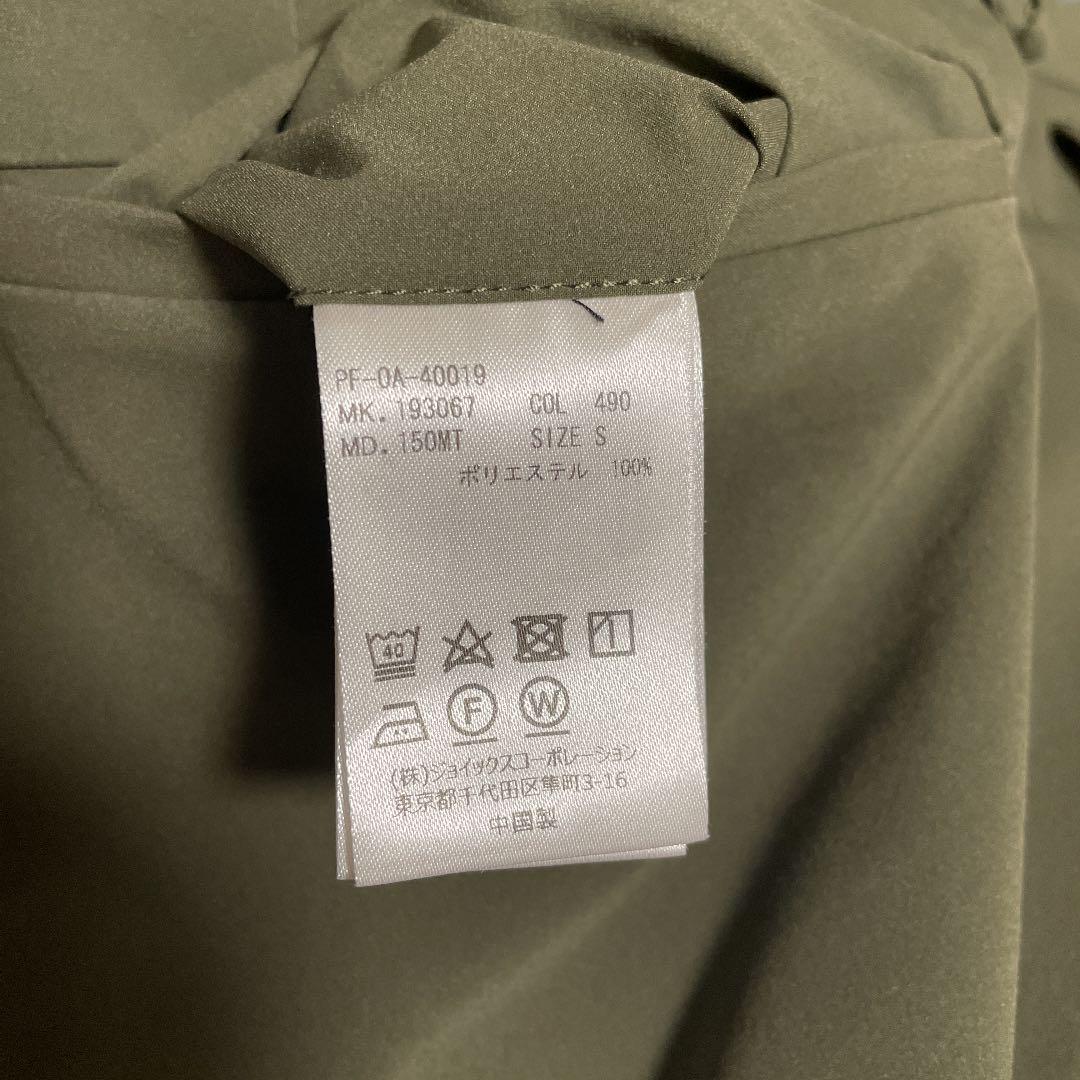 PF-0A-40019
MK. 193067 COL 490
MD. 150MT SIZE S
ポリエステル 100%
40
F W
(株)ジョイックスコーポレーション
東京都千代田区隼町3-16
中国製